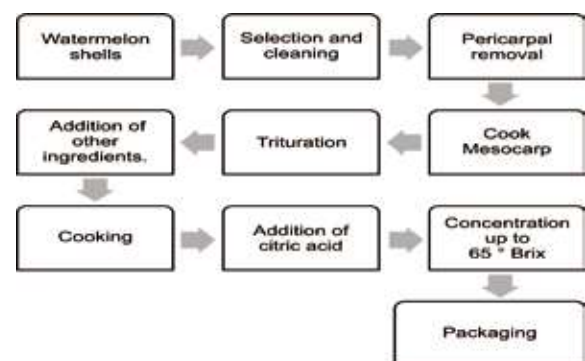 Watermelon
shells
Selection and
cleaning
Pericarpal
removal
Cook
Mesocarp
Trituration
Addition of
other
ingredients.
Cooking
Addition of
citric acid
Concentration
up to
65 ° Brix
Packaging